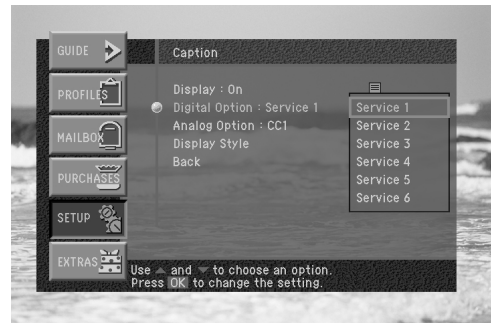 GUIDE
PROFILES
MAILBOX
PURCHASES
SETUP
EXTRAS
Caption
Display : On
Digital Option : Service 1
Analog Option : CC1
Display Style
Back
Service 1
Service 2
Service 3
Service 4
Service 5
Service 6
Use and to choose an option.
Press OK to change the setting.